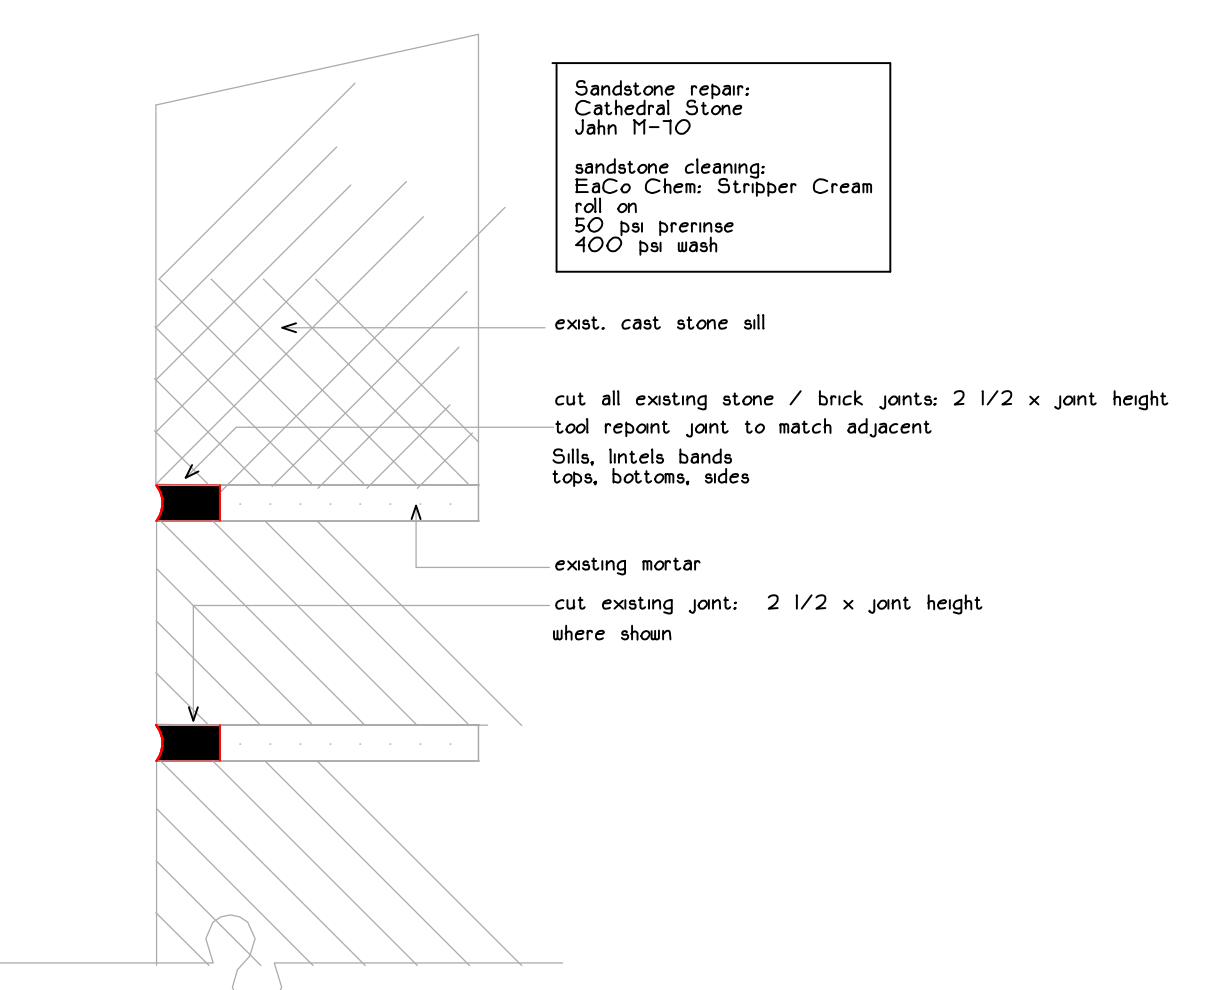 Sandstone repair:
Cathedral Stone
Jahn M-70
sandstone cleaning:
EaCo Chem: Stripper Cream
roll on
50 psi prerinse
400 psi wash
exist. cast stone sill
cut all existing stone / brick joints: 2 1/2 x joint height
tool repoint joint to match adjacent
Sills, lintels bands
tops, bottoms, sides
existing mortar
cut existing joint: 2 1/2 x joint height
where shown